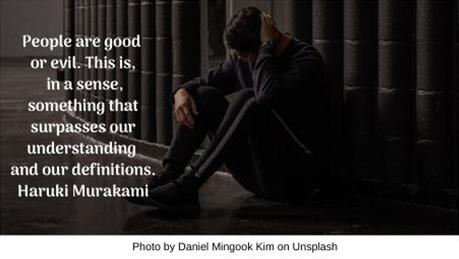 People are good
or evil. This is,
in a sense,
something that
surpasses our
understanding
and our definitions.
Haruki Murakami
Photo by Daniel Mingook Kim on Unsplash